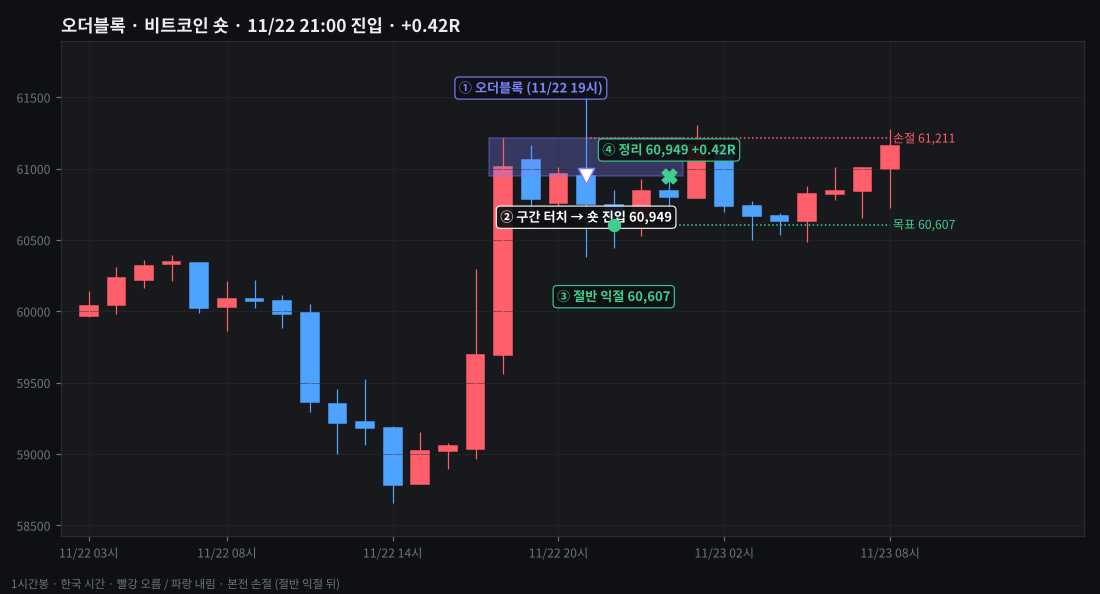 오더블록 · 비트코인 숏 · 11/22 21:00 진입 · +0.42R
① 오더블록 (11/22 19시)
61500
손절 61,211
④ 정리 60,949 +0.42R
61000
② 구간 터치 → 숏 진입 60,949
목표 60,607
60500
③ 절반 익절 60,607
60000
59500
59000
58500
11/22 03시 11/22 08시 11/22 14시 11/22 20시 11/23 02시 11/23 08시
1시간봉 · 한국 시간 · 빨강 오름 / 파랑 내림 · 본전 손절 (절반 익절 뒤)